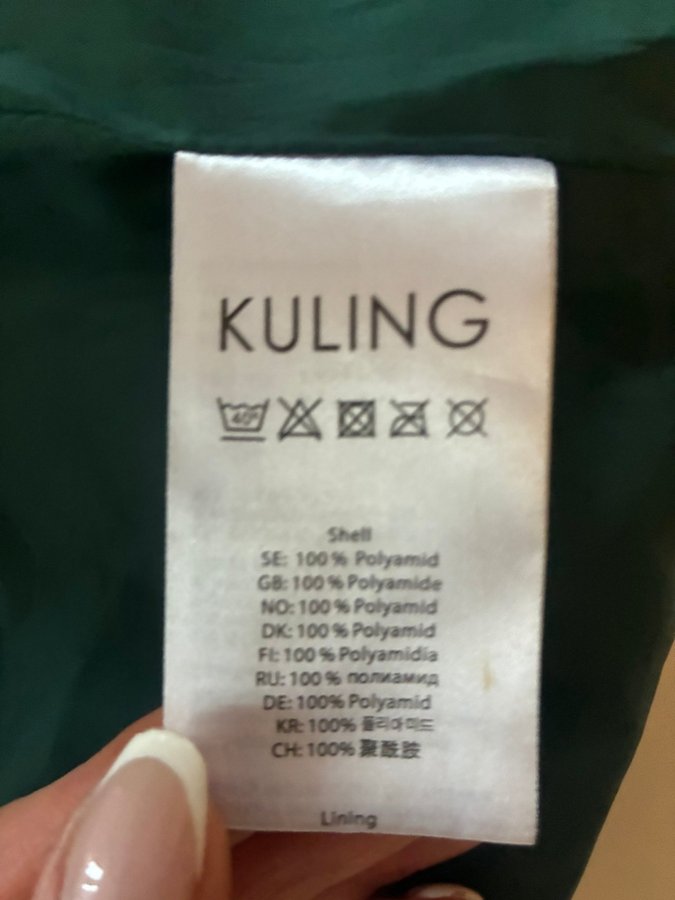 KULING
40°
Shell
SE: 100 % Polyamid
GB: 100 % Polyamide
NO: 100 % Polyamid
DK: 100 % Polyamid
FI: 100 % Polyamidia
RU: 100 % полиамид
DE: 100% Polyamid
KR: 100% 폴리아미드
CH: 100% 聚酰胺
Lining